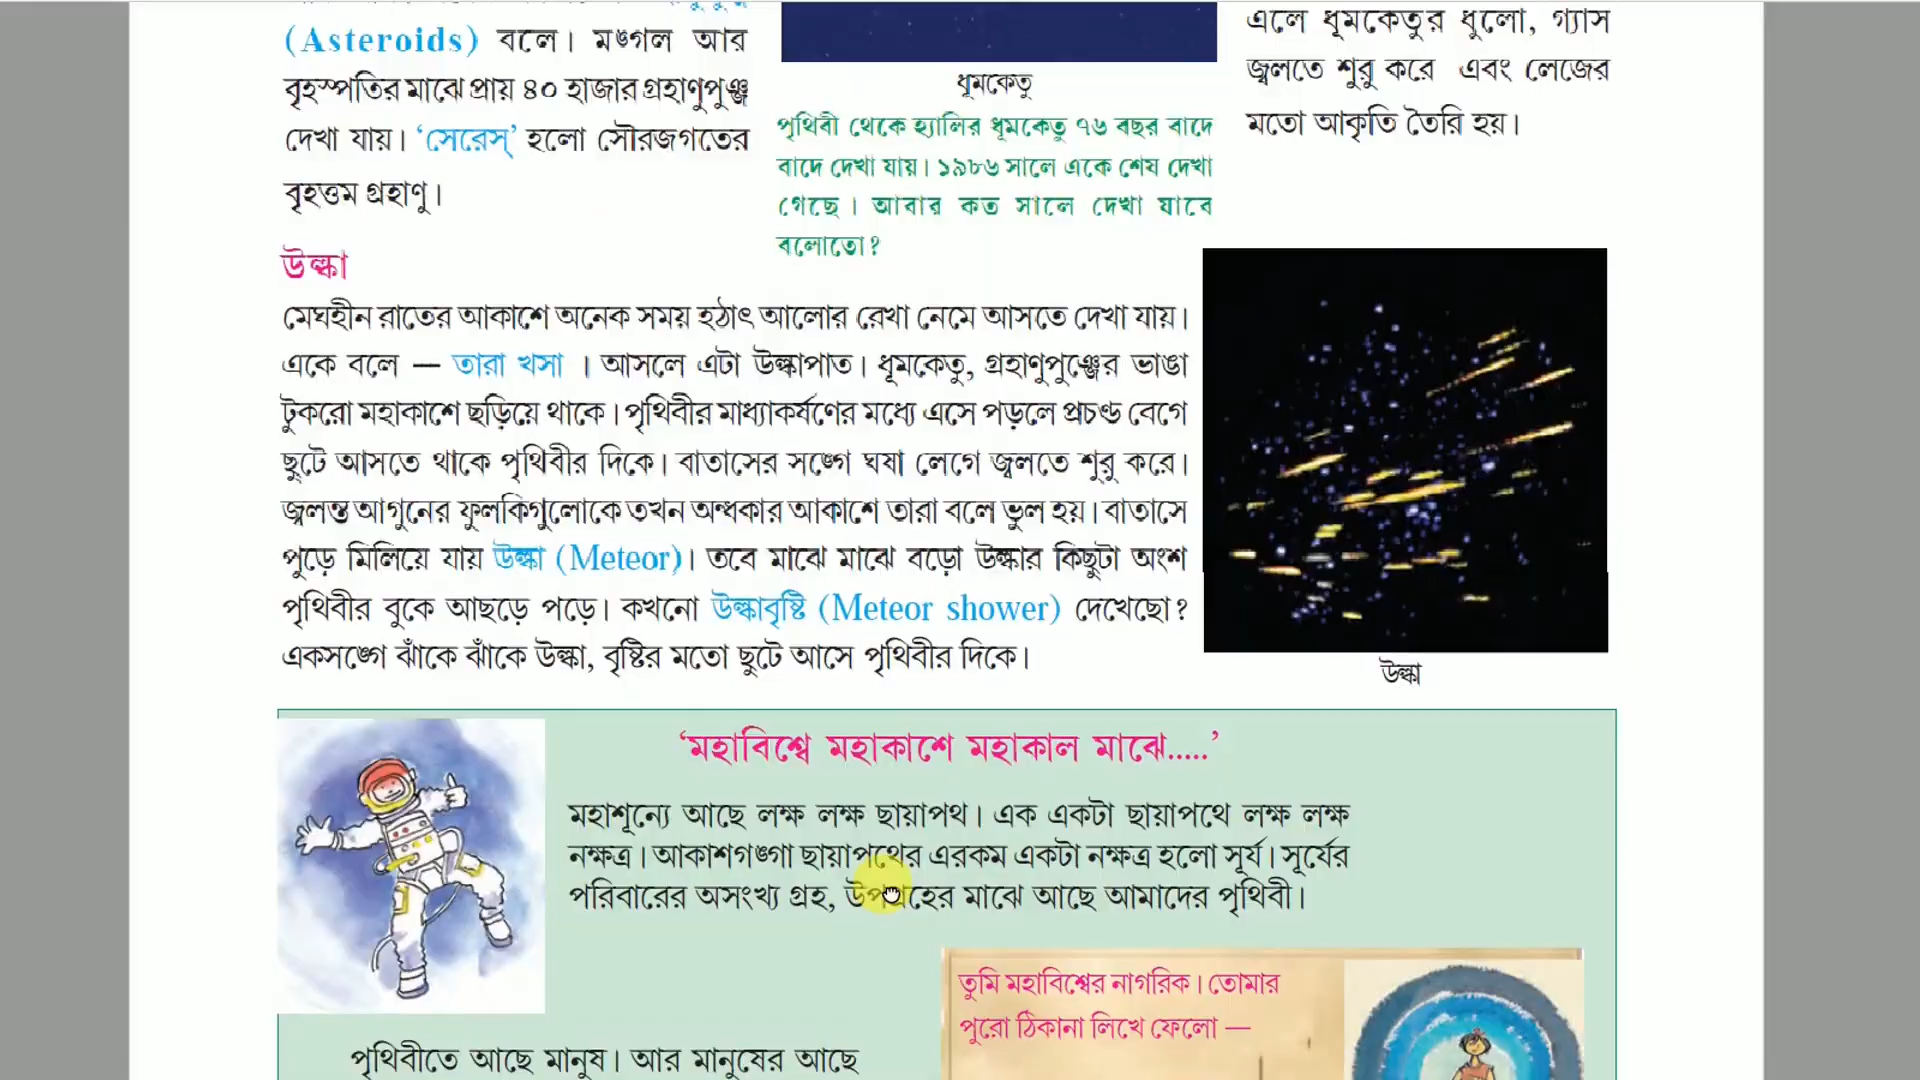 (Asteroids) বলে। মঙ্গল আর
বৃহস্পতির মাঝে প্রায় ৪০ হাজার গ্রহাণুপুঞ্জ
দেখা যায়। ‘সেরেস্’ হলো সৌরজগতের
বৃহত্তম গ্রহাণু।
ধূমকেতু
পৃথিবী থেকে হ্যালির ধূমকেতু ৭৬ বছর বাদে
বাদে দেখা যায়। ১৯৮৬ সালে একে শেষ দেখা
গেছে। আবার কত সালে দেখা যাবে
বলোতো?
এলে ধূমকেতুর ধুলো, গ্যাস
জ্বলতে শুরু করে এবং লেজের
মতো আকৃতি তৈরি হয়।
উল্কা
মেঘহীন রাতের আকাশে অনেক সময় হঠাৎ আলোর রেখা নেমে আসতে দেখা যায়।
একে বলে — তারা খসা । আসলে এটা উল্কাপাত। ধূমকেতু, গ্রহাণুপুঞ্জের ভাঙা
টুকরো মহাকাশে ছড়িয়ে থাকে। পৃথিবীর মাধ্যাকর্ষণের মধ্যে এসে পড়লে প্রচণ্ড বেগে
ছুটে আসতে থাকে পৃথিবীর দিকে। বাতাসের সঙ্গে ঘষা লেগে জ্বলতে শুরু করে।
জ্বলন্ত আগুনের ফুলকিগুলোকে তখন অন্ধকার আকাশে তারা বলে ভুল হয়। বাতাসে
পুড়ে মিলিয়ে যায় উল্কা (Meteor)। তবে মাঝে মাঝে বড়ো উল্কার কিছুটা অংশ
পৃথিবীর বুকে আছড়ে পড়ে। কখনো উল্কাবৃষ্টি (Meteor shower) দেখেছো?
একসঙ্গে ঝাঁকে ঝাঁকে উল্কা, বৃষ্টির মতো ছুটে আসে পৃথিবীর দিকে।
উল্কা
‘মহাবিশ্বে মহাকাশে মহাকাল মাঝে.....’
মহাশূন্যে আছে লক্ষ লক্ষ ছায়াপথ। এক একটা ছায়াপথে লক্ষ লক্ষ
নক্ষত্র। আকাশগঙ্গা ছায়াপথের এরকম একটা নক্ষত্র হলো সূর্য। সূর্যের
পরিবারের অসংখ্য গ্রহ, উপগ্রহের মাঝে আছে আমাদের পৃথিবী।
তুমি মহাবিশ্বের নাগরিক। তোমার
পুরো ঠিকানা লিখে ফেলো —
পৃথিবীতে আছে মানুষ। আর মানুষের আছে